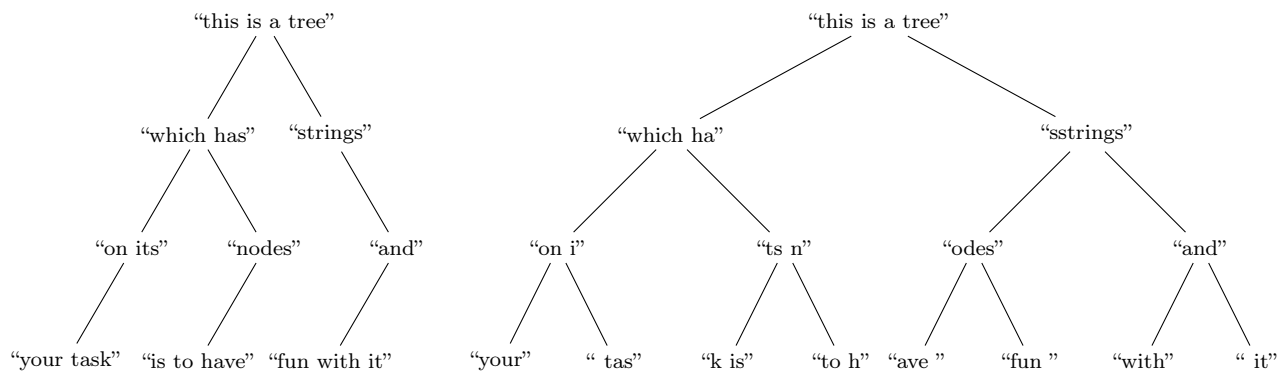 “this is a tree” “this is a tree”
“which has” “strings” “which ha” “sstrings”
“on its” “nodes” “and” “on i” “ts n” “odes” “and”
“your task” “is to have” “fun with it” “your” “ tas” “k is” “to h” “ave ” “fun ” “with” “ it”